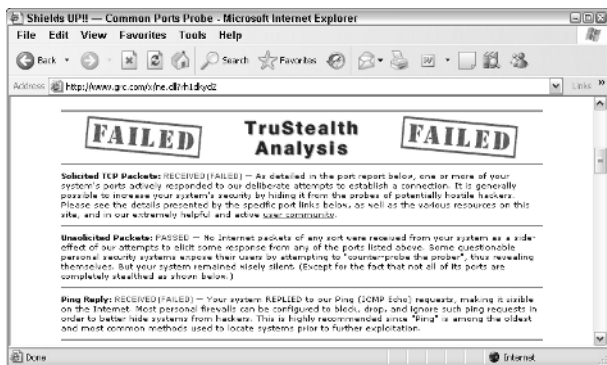 Shields UP!! — Common Ports Probe - Microsoft Internet Explorer
File Edit View Favorites Tools Help
Back Search Favorites
Address http://www.grc.com/x/ne.dll?rh1dkyd2 Links
FAILED TruStealth Analysis FAILED
Solicited TCP Packets: RECEIVED (FAILED) — As detailed in the port report below, one or more of your
system's ports actively responded to our deliberate attempts to establish a connection. It is generally
possible to increase your system's security by hiding it from the probes of potentially hostile hackers.
Please see the details presented by the specific port links below, as well as the various resources on this
site, and in our extremely helpful and active user community.
Unsolicited Packets: PASSED — No Internet packets of any sort were received from your system as a side-
effect of our attempts to elicit some response from any of the ports listed above. Some questionable
personal security systems expose their users by attempting to "counter-probe the prober", thus revealing
themselves. But your system remained wisely silent. (Except for the fact that not all of its ports are
completely stealthed as shown below.)
Ping Reply: RECEIVED (FAILED) — Your system REPLIED to our Ping (ICMP Echo) requests, making it visible
on the Internet. Most personal firewalls can be configured to block, drop, and ignore such ping requests in
order to better hide systems from hackers. This is highly recommended since "Ping" is among the oldest
and most common methods used to locate systems prior to further exploitation.
Done Internet